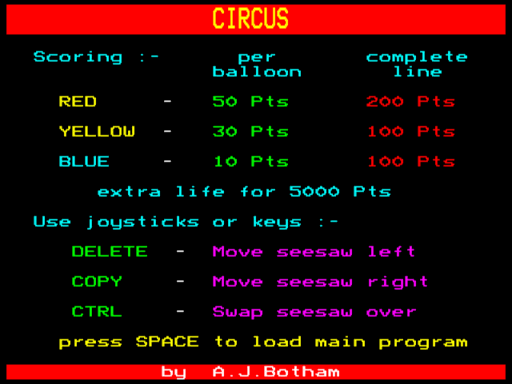 CIRCUS
Scoring :- per complete
balloon line
RED - 50 Pts 200 Pts
YELLOW - 30 Pts 100 Pts
BLUE - 10 Pts 100 Pts
extra life for 5000 Pts
Use joysticks or keys :-
DELETE - Move seesaw left
COPY - Move seesaw right
CTRL - Swap seesaw over
press SPACE to load main program
by A.J.Botham